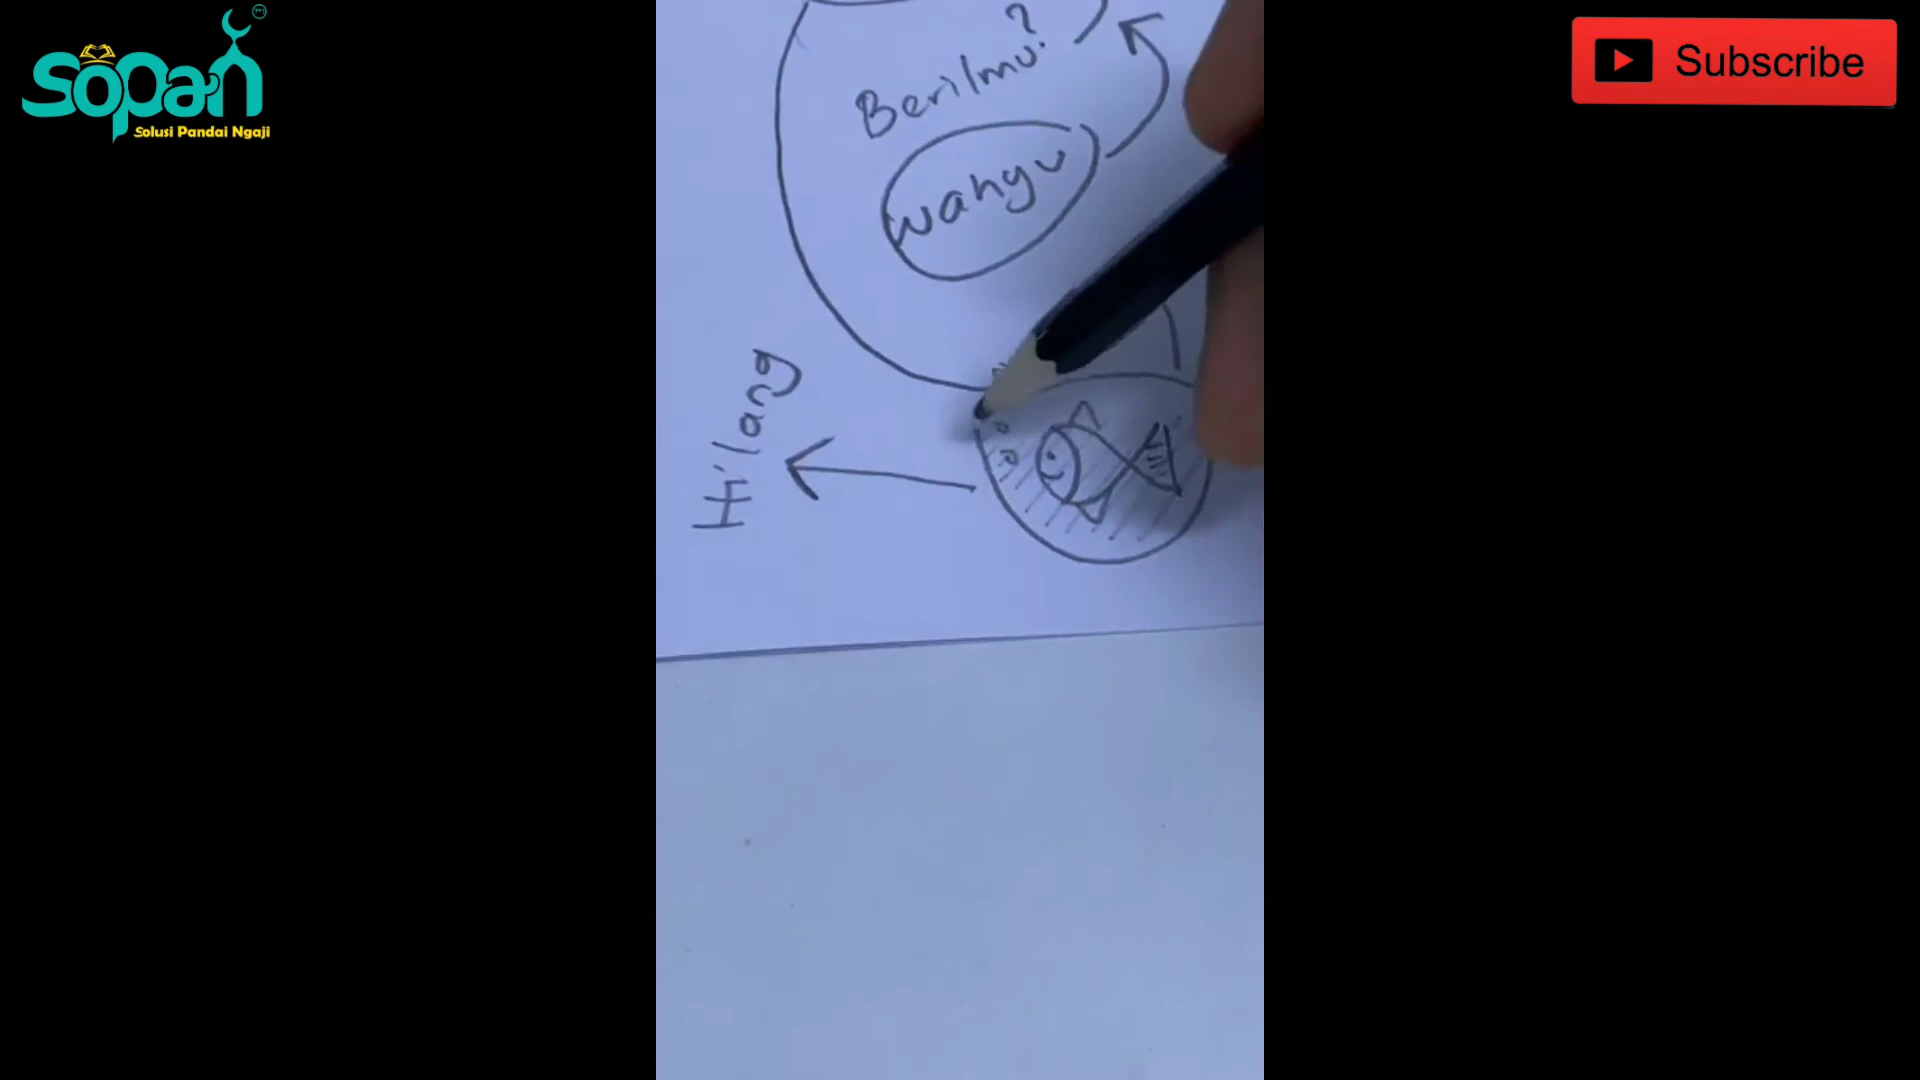 Sopan
Solusi Pandai Ngaji
Subscribe
Berilmu?
wahyu
Hilang